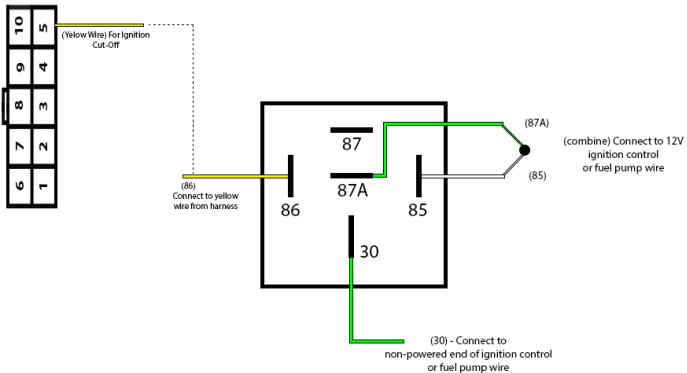 10 5
(Yelow Wire) For Ignition
Cut-Off
9 4
8 3
7 2
6 1
(86)
Connect to yellow
wire from harness
87
87A
86
85
30
(87A)
(combine) Connect to 12V
ignition control
or fuel pump wire
(85)
(30) - Connect to
non-powered end of ignition control
or fuel pump wire